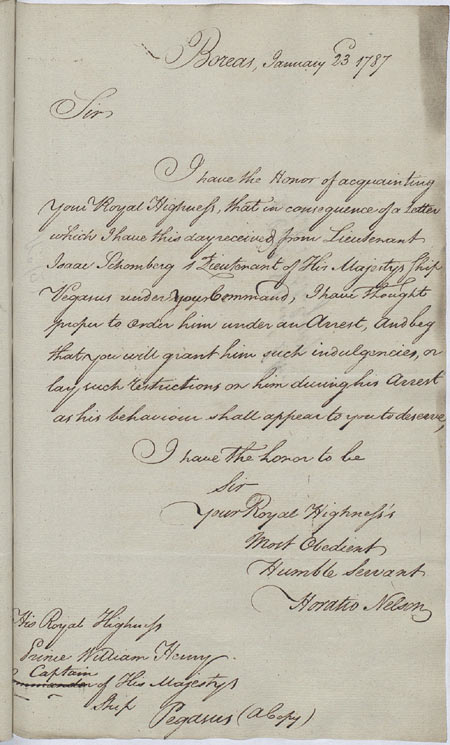 Boreas, January 23 1787
Sir
I have the Honor of acquainting
Your Royal Highness, that in consequence of a Letter
which I have this day received from Lieutenant
Isaac Schomberg 1 Lieutenant of His Majestys Ship
Pegasus under your Command, I have thought
proper to order him under an Arrest, and beg
that you will grant him such indulgencies, or
lay such restrictions on him during his Arrest
as his behaviour shall appear to you to deserve,
I have the honor to be
Sir
Your Royal Highness's
Most Obedient
Humble Servant
Horatio Nelson
His Royal Highness
Prince William Henry
Captain
of His Majestys
Ship Pegasus (a Copy)